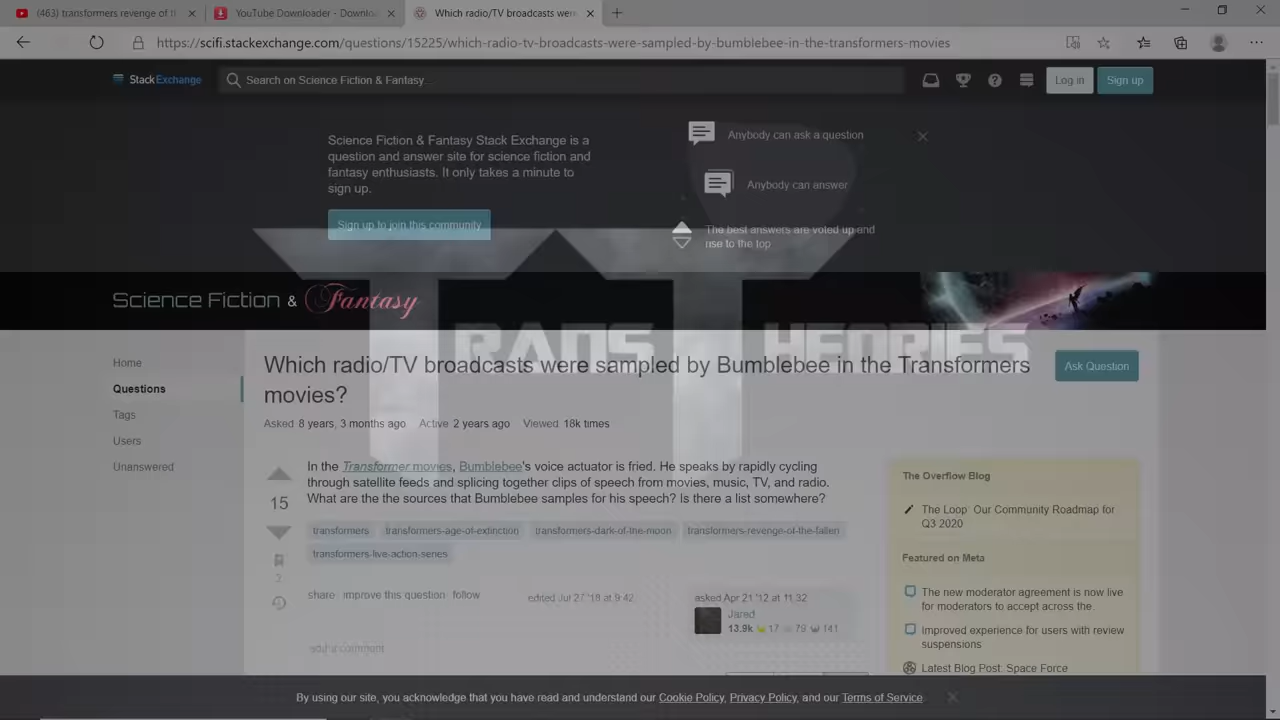 (463) transformers revenge of t
YouTube Downloader - Downloa
Which radio/TV broadcasts were
https://scifi.stackexchange.com/questions/15225/which-radio-tv-broadcasts-were-sampled-by-bumblebee-in-the-transformers-movies
StackExchange
Search on Science Fiction & Fantasy…
Log in
Sign up
Science Fiction & Fantasy Stack Exchange is a
question and answer site for science fiction and
fantasy enthusiasts. It only takes a minute to
sign up.
Sign up to join this community
Anybody can ask a question
Anybody can answer
The best answers are voted up and
rise to the top
Science Fiction & Fantasy
TRANS THEORIES
Home
Questions
Tags
Users
Unanswered
Which radio/TV broadcasts were sampled by Bumblebee in the Transformers
movies?
Ask Question
Asked 8 years, 3 months ago Active 2 years ago Viewed 18k times
15
2
In the Transformer movies, Bumblebee's voice actuator is fried. He speaks by rapidly cycling
through satellite feeds and splicing together clips of speech from movies, music, TV, and radio.
What are the the sources that Bumblebee samples for his speech? Is there a list somewhere?
transformers transformers-age-of-extinction transformers-dark-of-the-moon transformers-revenge-of-the-fallen
transformers-live-action-series
share improve this question follow
edited Jul 27 '18 at 9:42
asked Apr 21 '12 at 11:32
Jared
13.9k 17 79 141
add a comment
The Overflow Blog
The Loop: Our Community Roadmap for
Q3 2020
Featured on Meta
The new moderator agreement is now live
for moderators to accept across the…
Improved experience for users with review
suspensions
Latest Blog Post: Space Force
By using our site, you acknowledge that you have read and understand our Cookie Policy, Privacy Policy, and our Terms of Service.